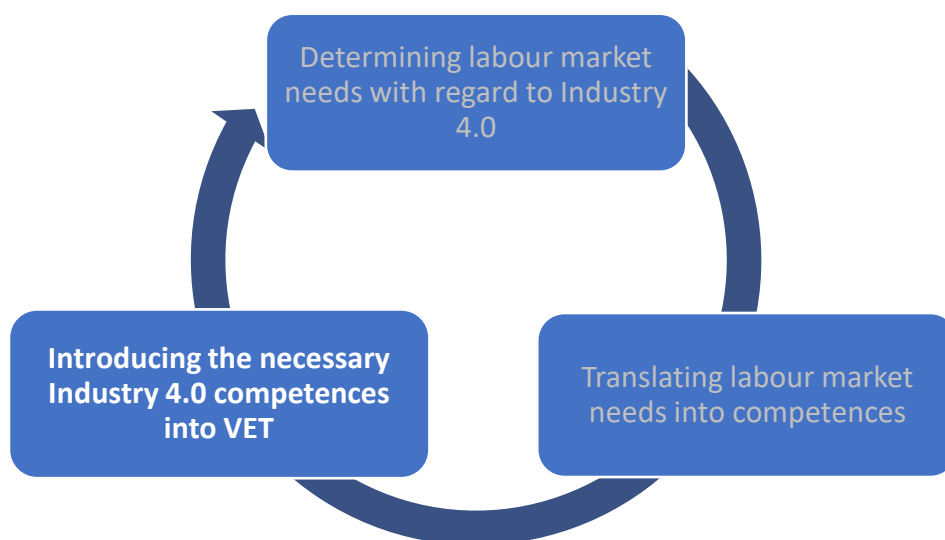 Determining labour market
needs with regard to Industry
4.0
Introducing the necessary
Industry 4.0 competences
into VET
Translating labour market
needs into competences